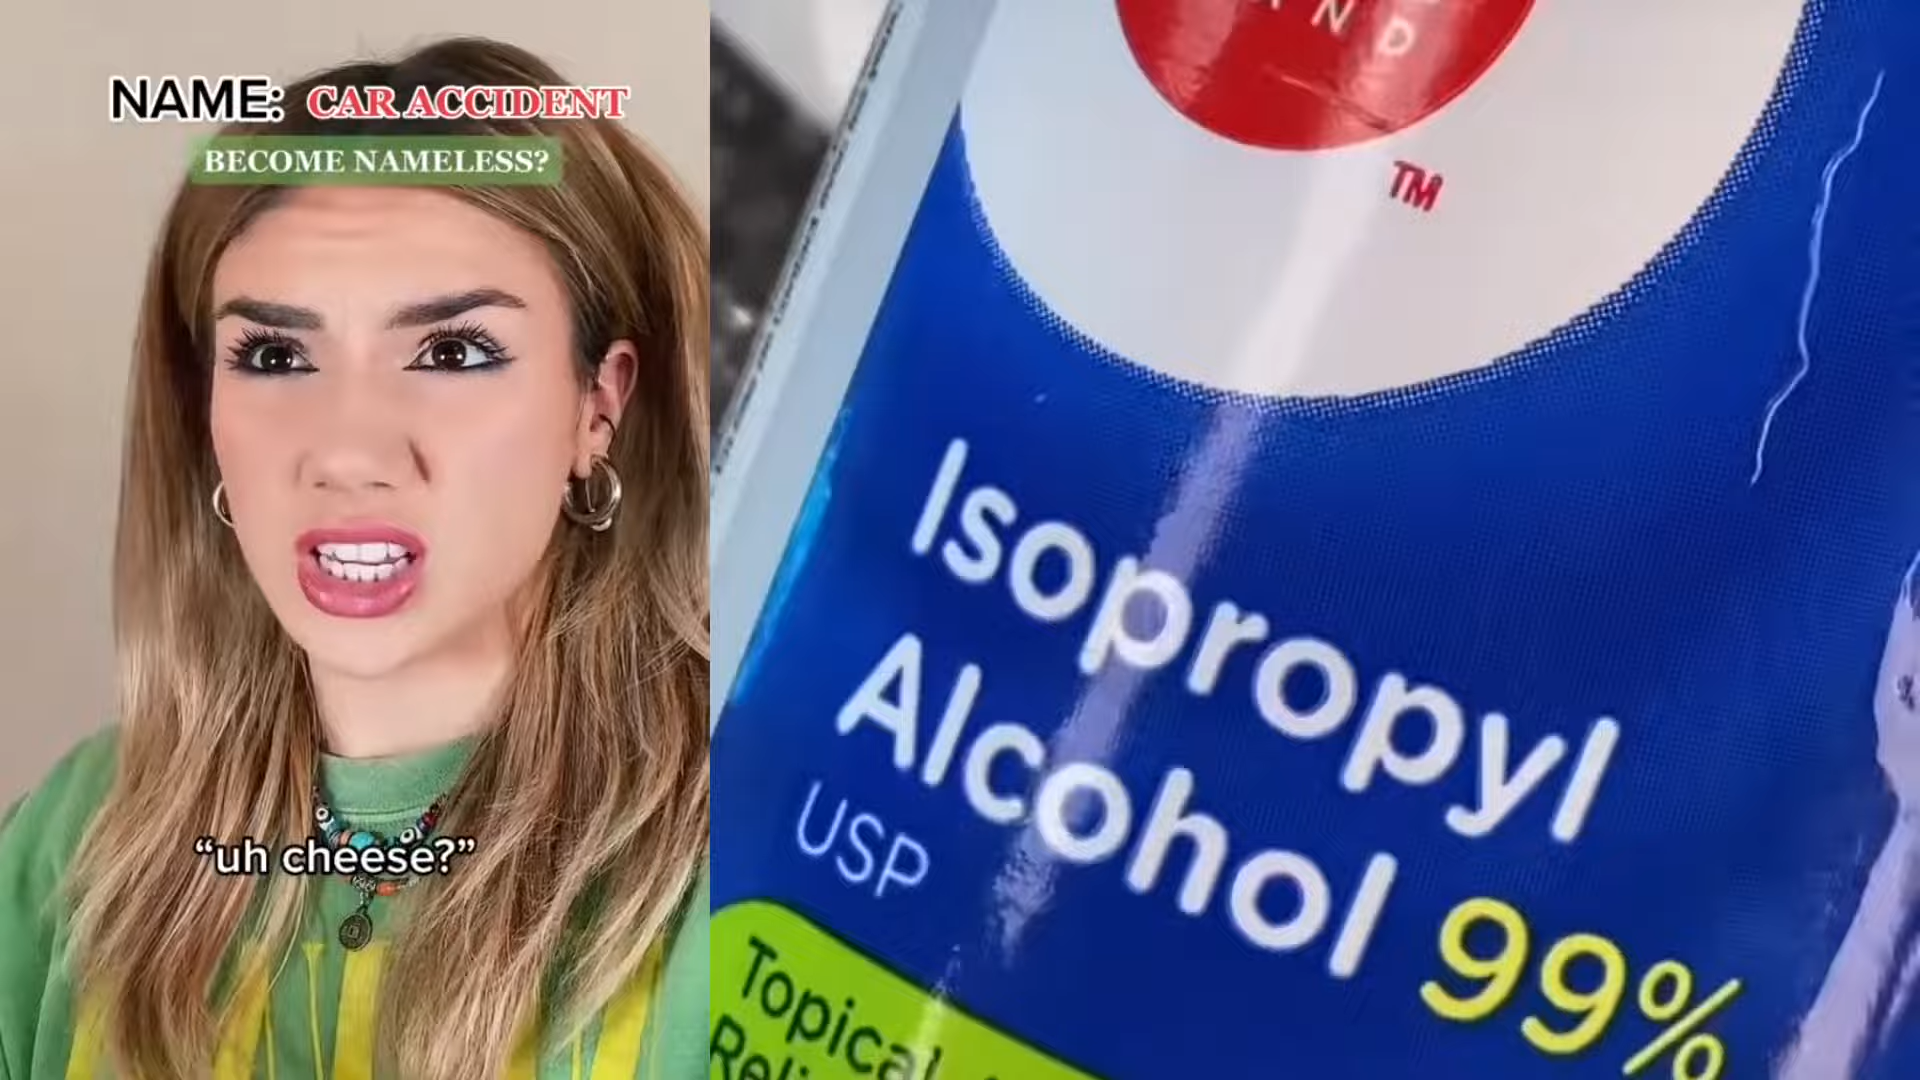 NAME: CAR ACCIDENT
BECOME NAMELESS?
“uh cheese?”
TM
Isopropyl
Alcohol 99%
USP
Topical